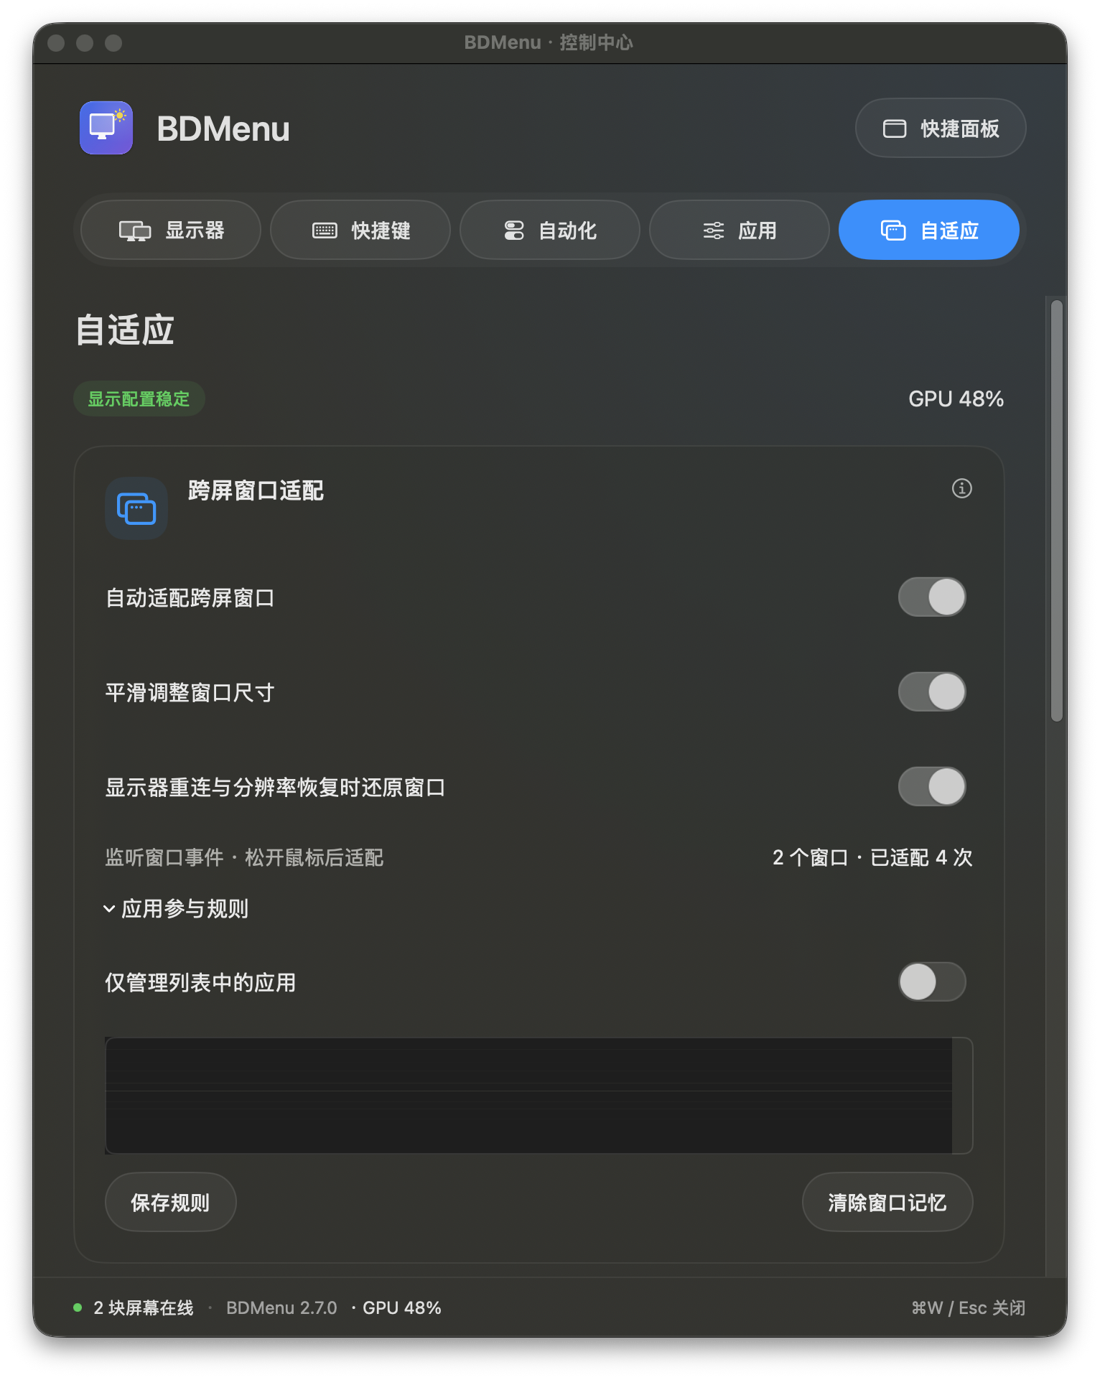 BDMenu · 控制中心
BDMenu
快捷面板
显示器
快捷键
自动化
应用
自适应
自适应
显示配置稳定
GPU 48%
跨屏窗口适配
自动适配跨屏窗口
平滑调整窗口尺寸
显示器重连与分辨率恢复时还原窗口
监听窗口事件 · 松开鼠标后适配
2 个窗口 · 已适配 4 次
应用参与规则
仅管理列表中的应用
保存规则
清除窗口记忆
2 块屏幕在线 · BDMenu 2.7.0 · GPU 48%
⌘W / Esc 关闭